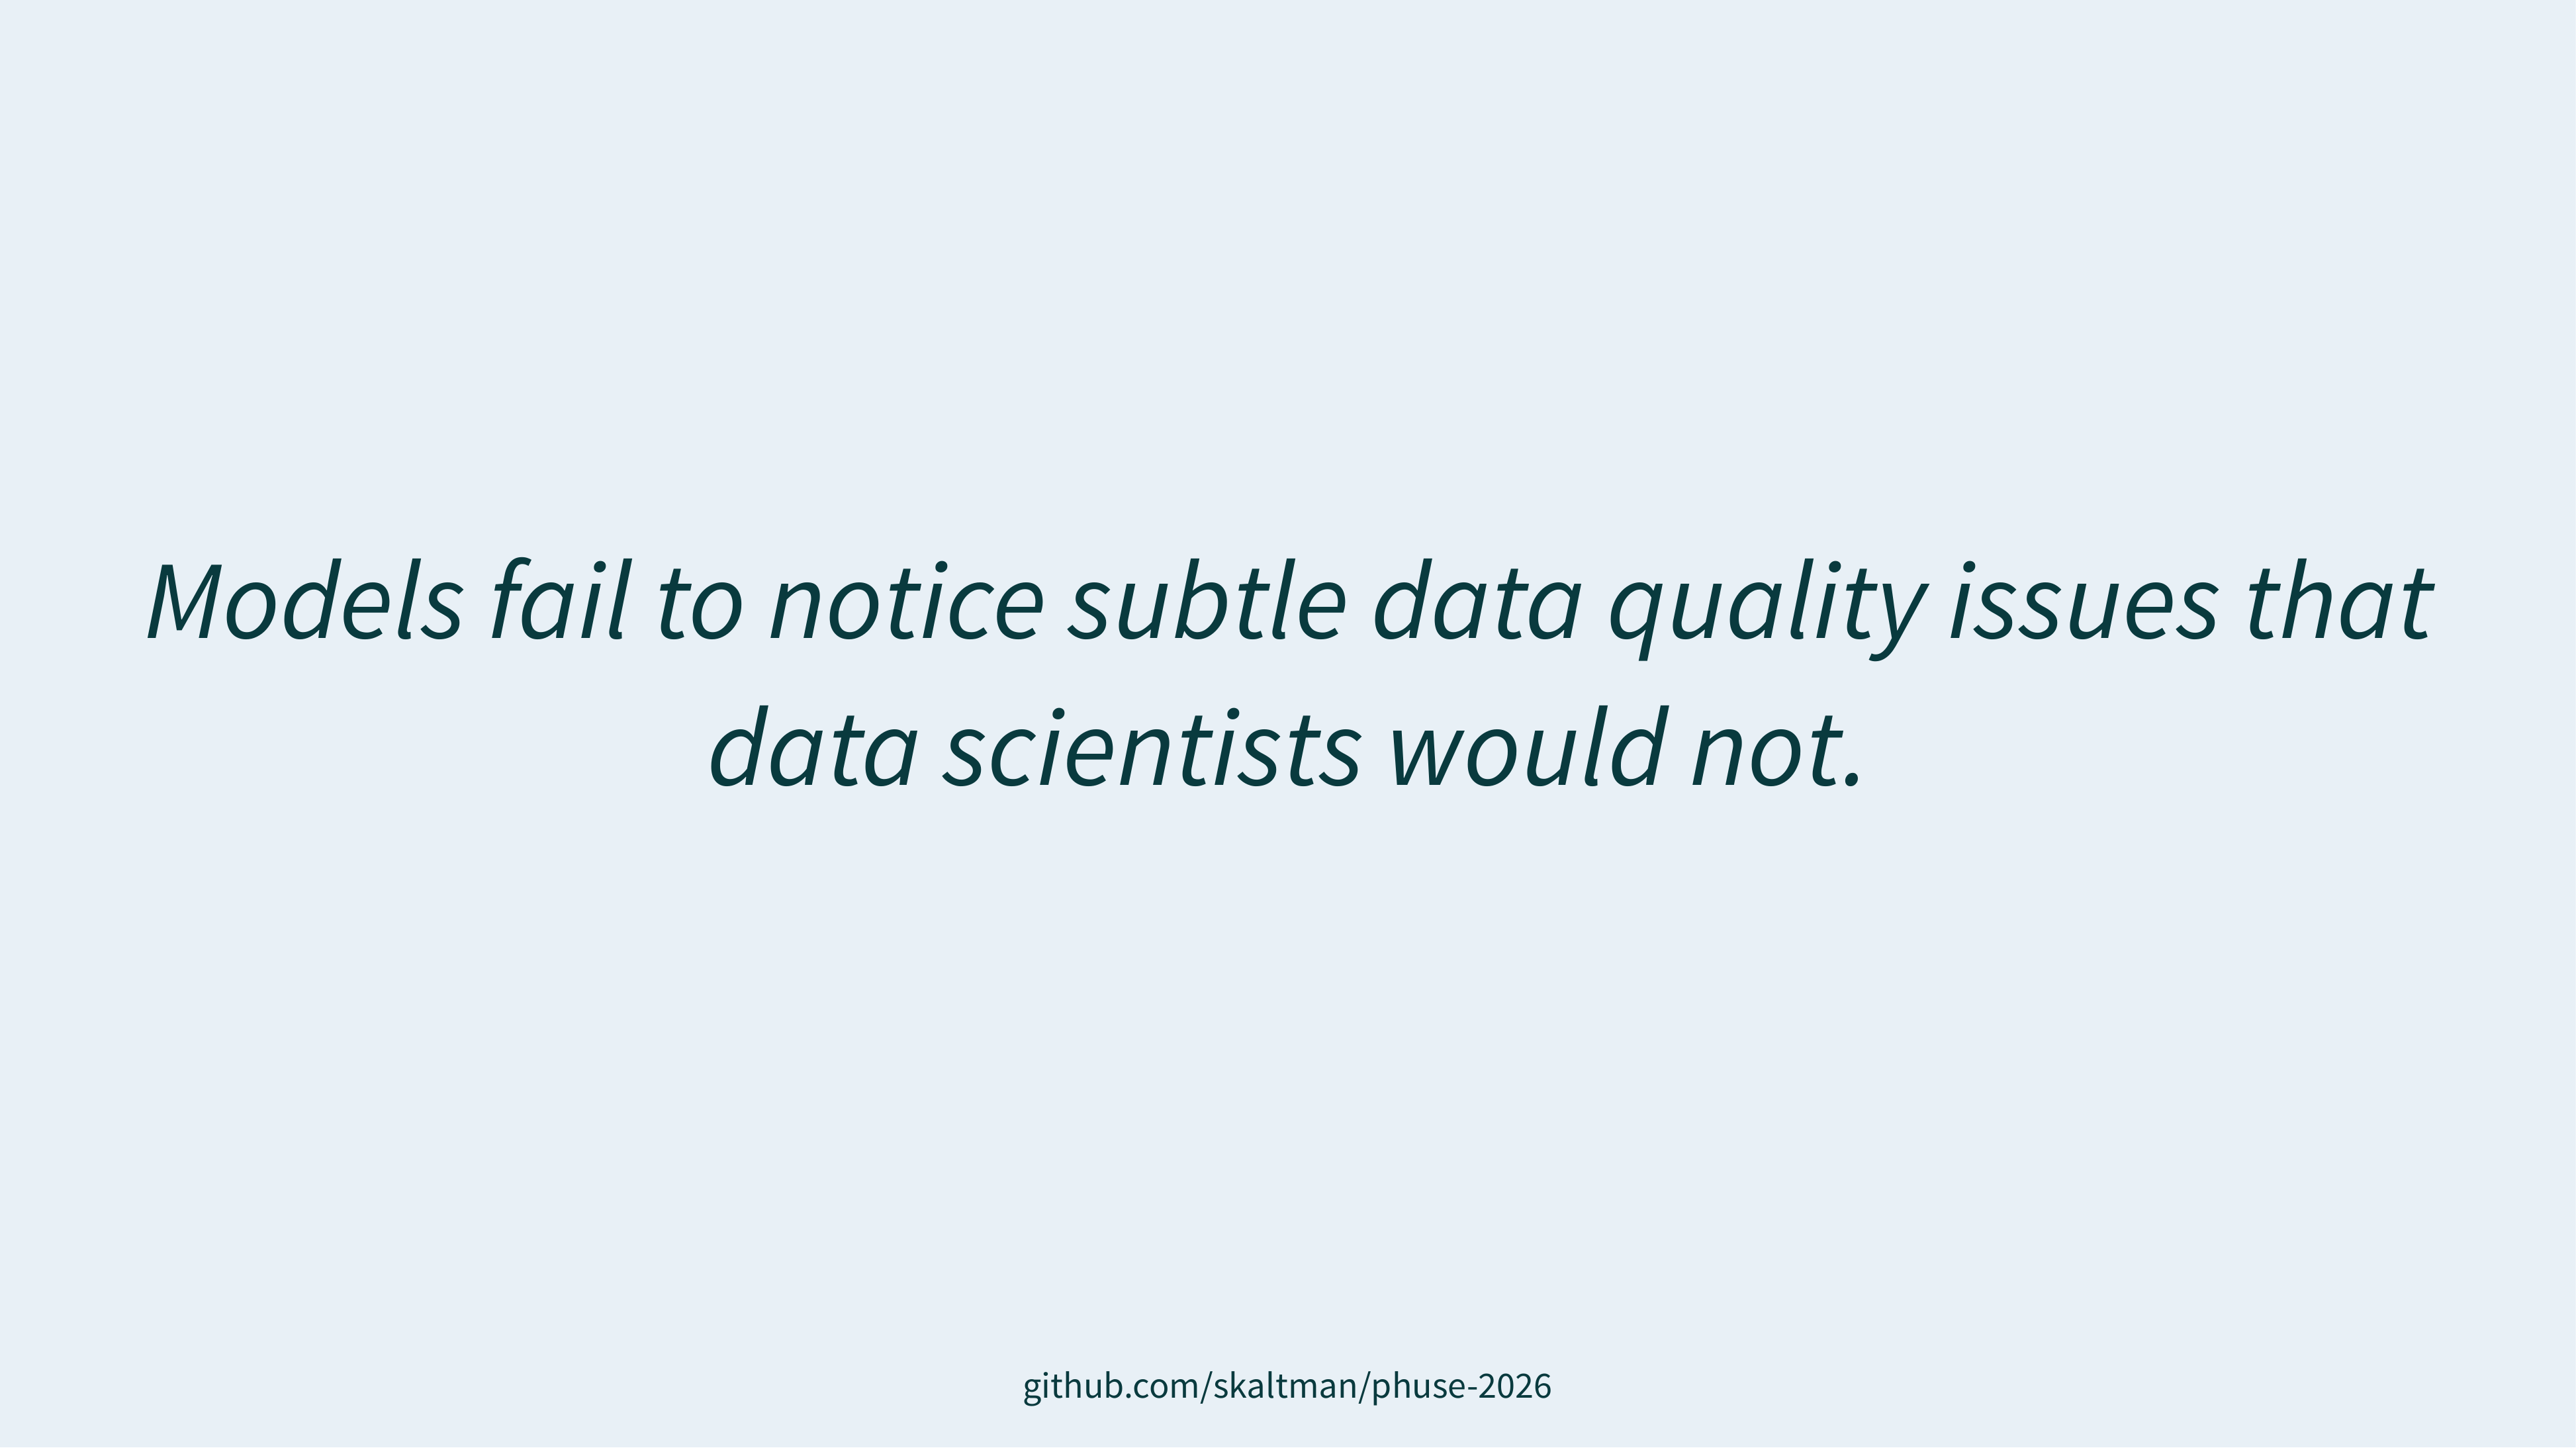 Models fail to notice subtle data quality issues that
data scientists would not.
github.com/skaltman/phuse-2026